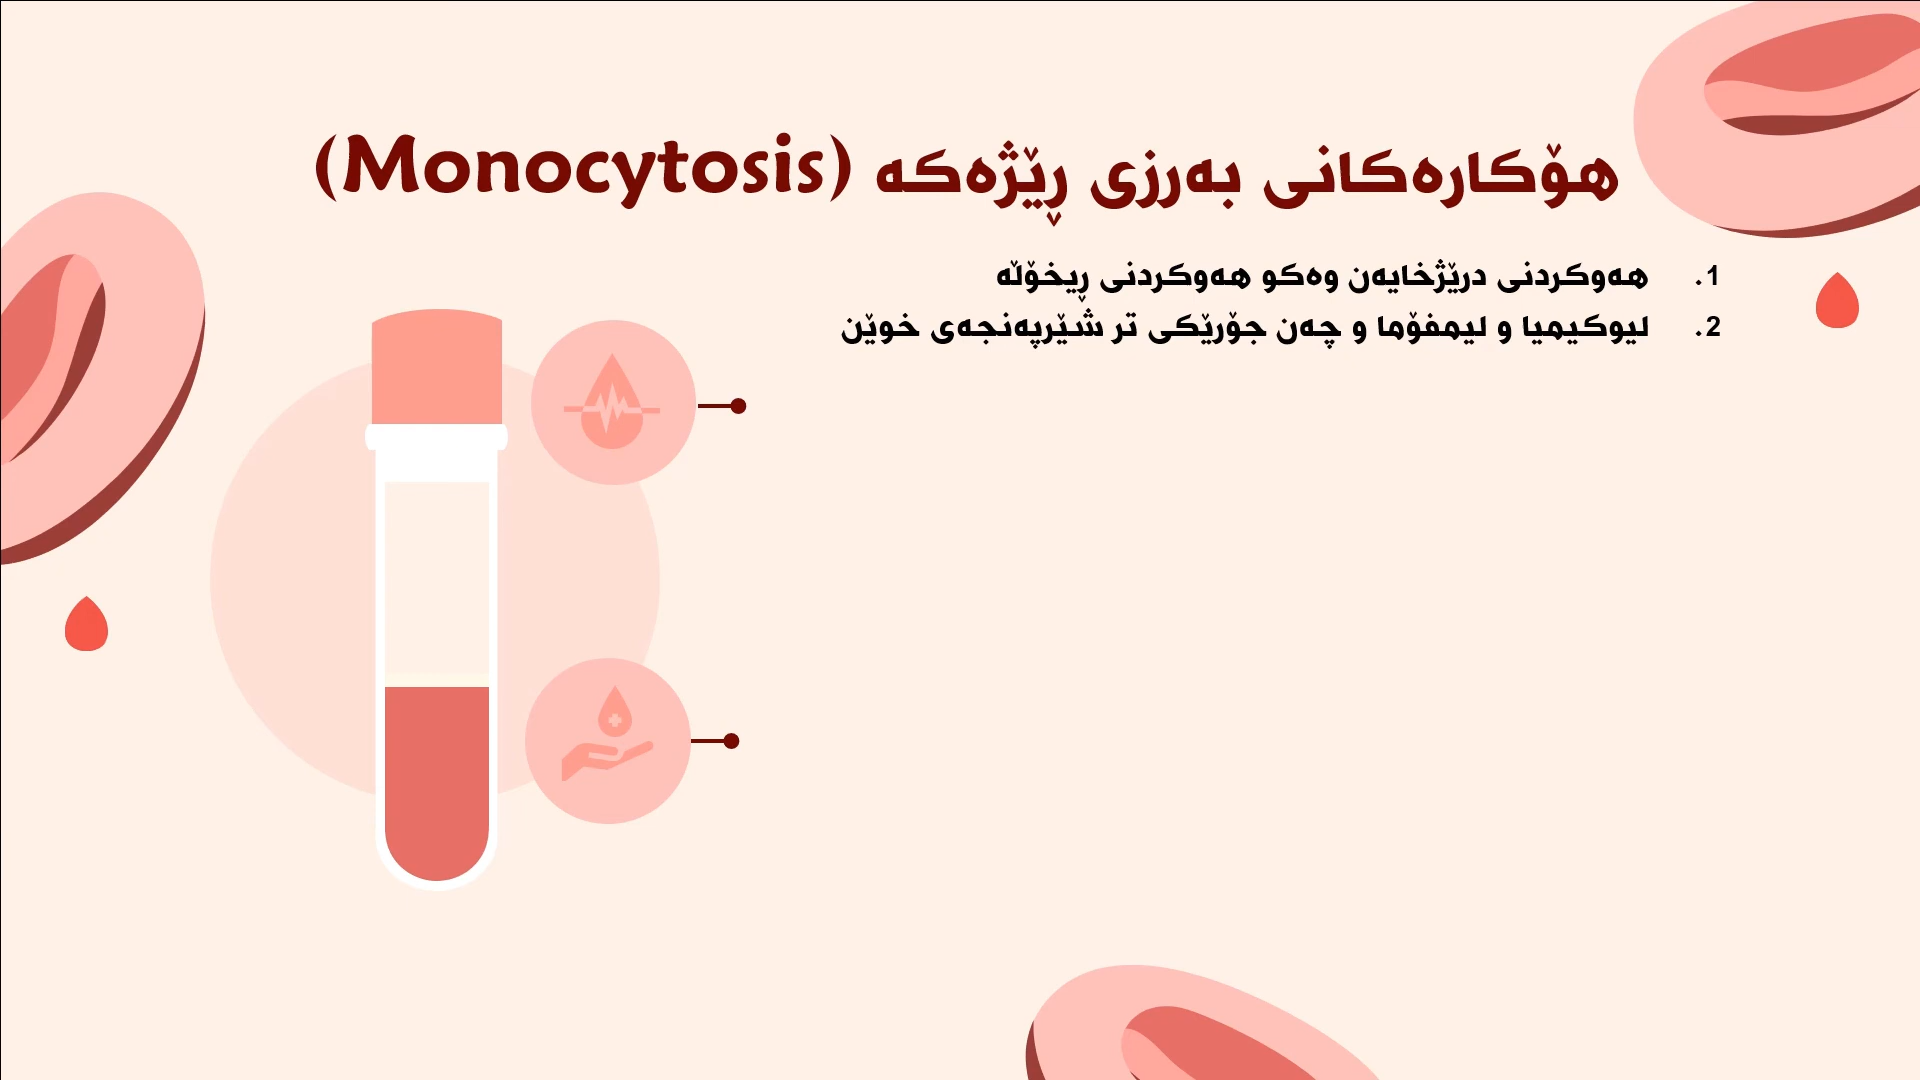 هۆکارەکانی بەرزی ڕێژەکە (Monocytosis)
1. هەوکردنی درێژخایەن وەکو هەوکردنی ڕیخۆڵە
2. لیوکیمیا و لیمفۆما و چەن جۆرێکی تر شێرپەنجەی خوێن